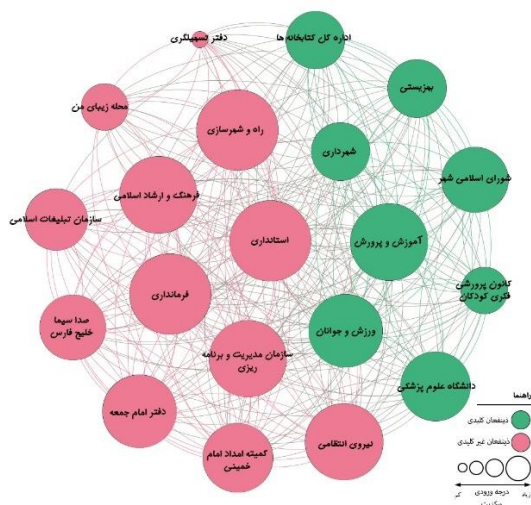 دفتر تسهیلگری
اداره کل کتابخانه ها
محله زیبای من
بهزیستی
راه و شهرسازی
شهرداری
شورای اسلامی شهر
فرهنگ و ارشاد اسلامی
سازمان تبلیغات اسلامی
استانداری
آموزش و پرورش
کانون پرورشی
فکری کودکان
فرمانداری
صدا سیما
خلیج فارس
ورزش و جوانان
سازمان مدیریت و برنامه
ریزی
دانشگاه علوم پزشکی
دفتر امام جمعه
نیروی انتظامی
کمیته امداد امام
خمینی
راهنما
ذینفعان کلیدی
ذینفعان غیر کلیدی
کم
درجه ورودی
زیاد